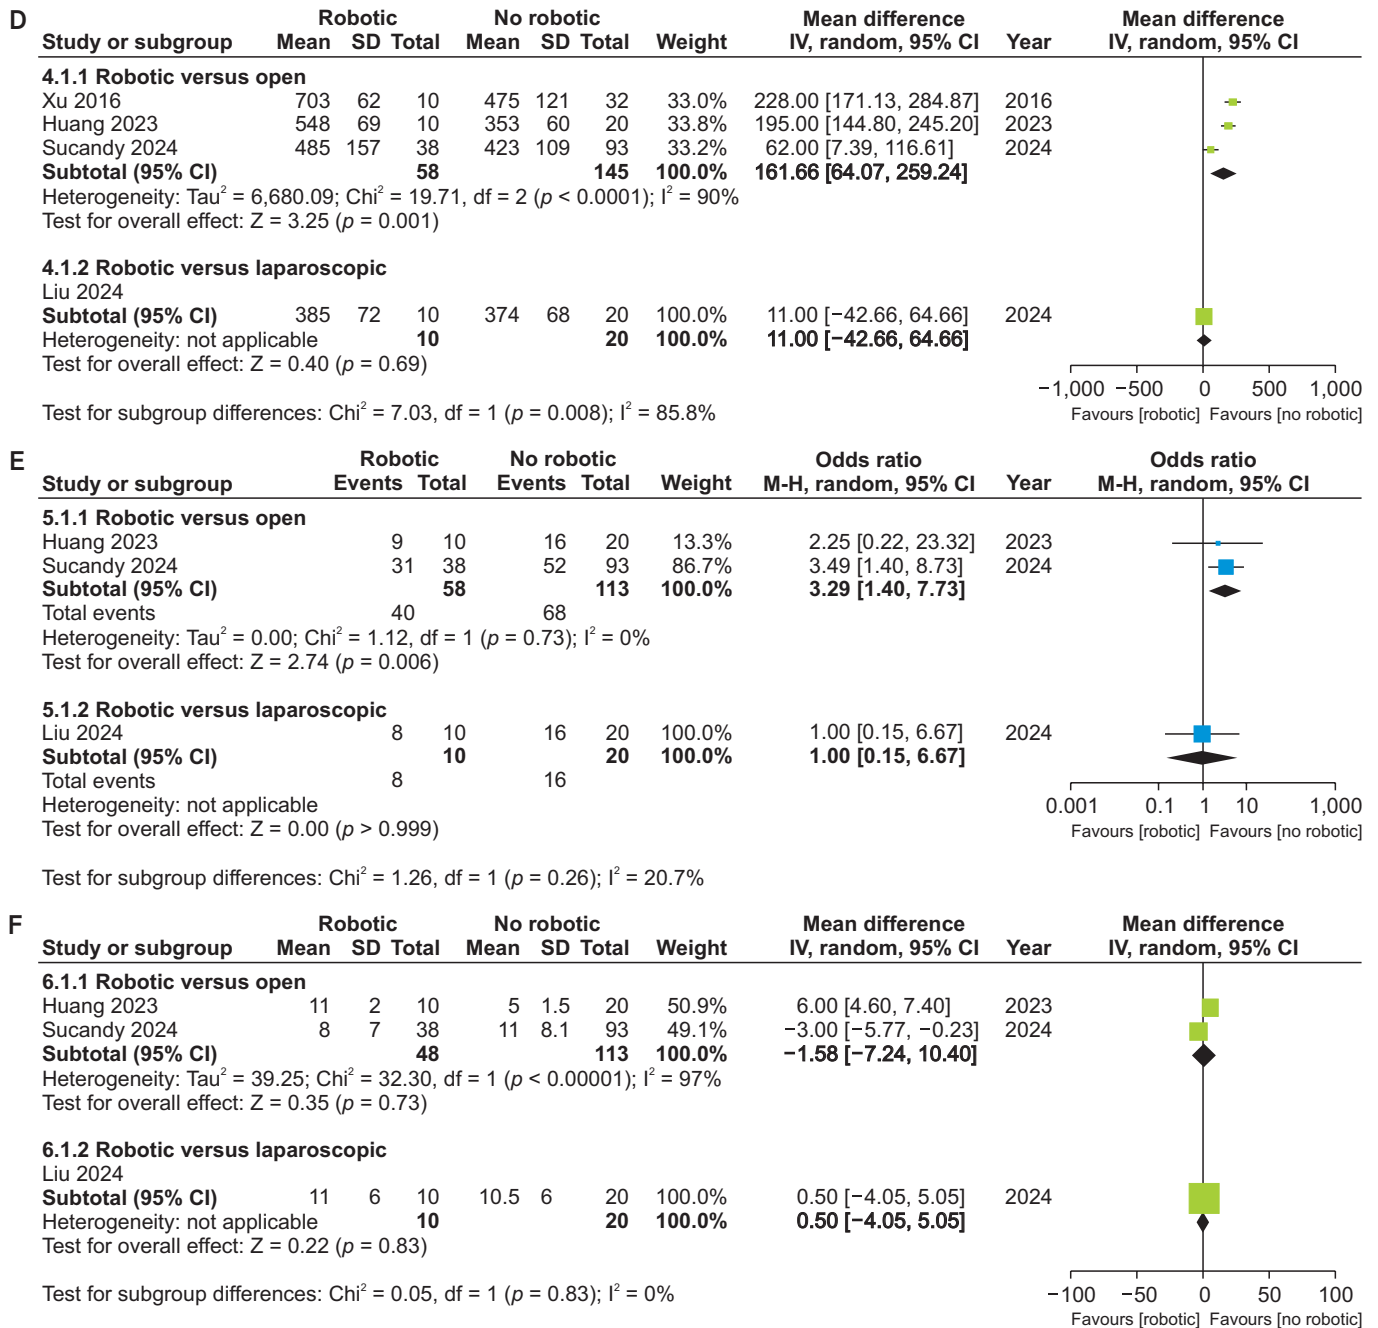 D
Robotic No robotic Mean difference Mean difference
Study or subgroup Mean SD Total Mean SD Total Weight IV, random, 95% CI Year IV, random, 95% CI
4.1.1 Robotic versus open
Xu 2016 703 62 10 475 121 32 33.0% 228.00 [171.13, 284.87] 2016
Huang 2023 548 69 10 353 60 20 33.8% 195.00 [144.80, 245.20] 2023
Sucandy 2024 485 157 38 423 109 93 33.2% 62.00 [7.39, 116.61] 2024
Subtotal (95% CI) 58 145 100.0% 161.66 [64.07, 259.24]
Heterogeneity: Tau² = 6,680.09; Chi² = 19.71, df = 2 (p < 0.0001); I² = 90%
Test for overall effect: Z = 3.25 (p = 0.001)
4.1.2 Robotic versus laparoscopic
Liu 2024
Subtotal (95% CI) 385 72 10 374 68 20 100.0% 11.00 [−42.66, 64.66] 2024
Heterogeneity: not applicable 10 20 100.0% 11.00 [−42.66, 64.66]
Test for overall effect: Z = 0.40 (p = 0.69)
−1,000 −500 0 500 1,000
Test for subgroup differences: Chi² = 7.03, df = 1 (p = 0.008); I² = 85.8%
Favours [robotic] Favours [no robotic]
E
Robotic No robotic Odds ratio Odds ratio
Study or subgroup Events Total Events Total Weight M-H, random, 95% CI Year M-H, random, 95% CI
5.1.1 Robotic versus open
Huang 2023 9 10 16 20 13.3% 2.25 [0.22, 23.32] 2023
Sucandy 2024 31 38 52 93 86.7% 3.49 [1.40, 8.73] 2024
Subtotal (95% CI) 58 113 100.0% 3.29 [1.40, 7.73]
Total events 40 68
Heterogeneity: Tau² = 0.00; Chi² = 1.12, df = 1 (p = 0.73); I² = 0%
Test for overall effect: Z = 2.74 (p = 0.006)
5.1.2 Robotic versus laparoscopic
Liu 2024 8 10 16 20 100.0% 1.00 [0.15, 6.67] 2024
Subtotal (95% CI) 10 20 100.0% 1.00 [0.15, 6.67]
Total events 8 16
Heterogeneity: not applicable
0.001 0.1 1 10 1,000
Test for overall effect: Z = 0.00 (p > 0.999)
Favours [robotic] Favours [no robotic]
Test for subgroup differences: Chi² = 1.26, df = 1 (p = 0.26); I² = 20.7%
F
Robotic No robotic Mean difference Mean difference
Study or subgroup Mean SD Total Mean SD Total Weight IV, random, 95% CI Year IV, random, 95% CI
6.1.1 Robotic versus open
Huang 2023 11 2 10 5 1.5 20 50.9% 6.00 [4.60, 7.40] 2023
Sucandy 2024 8 7 38 11 8.1 93 49.1% −3.00 [−5.77, −0.23] 2024
Subtotal (95% CI) 48 113 100.0% −1.58 [−7.24, 10.40]
Heterogeneity: Tau² = 39.25; Chi² = 32.30, df = 1 (p < 0.00001); I² = 97%
Test for overall effect: Z = 0.35 (p = 0.73)
6.1.2 Robotic versus laparoscopic
Liu 2024
Subtotal (95% CI) 11 6 10 10.5 6 20 100.0% 0.50 [−4.05, 5.05] 2024
Heterogeneity: not applicable 10 20 100.0% 0.50 [−4.05, 5.05]
Test for overall effect: Z = 0.22 (p = 0.83)
Test for subgroup differences: Chi² = 0.05, df = 1 (p = 0.83); I² = 0%
−100 −50 0 50 100
Favours [robotic] Favours [no robotic]